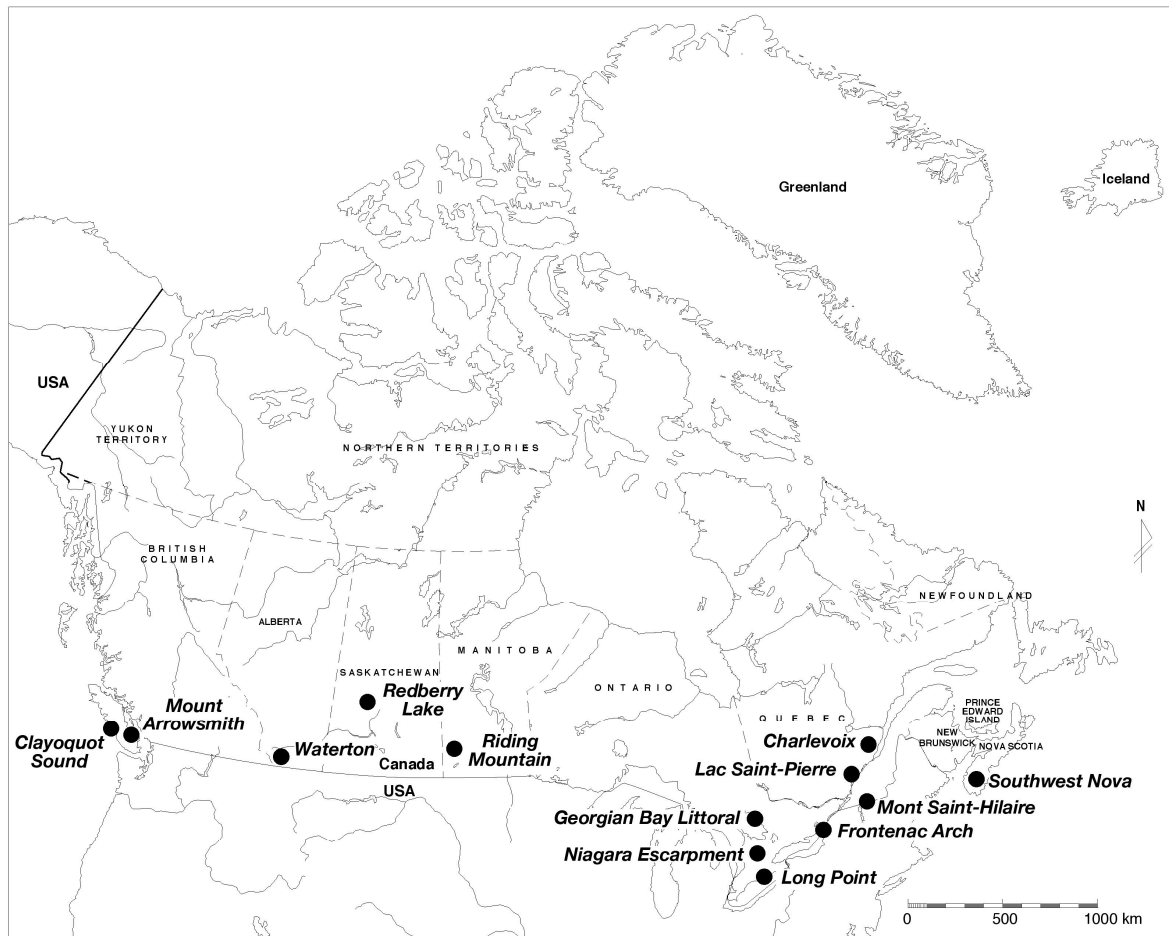 Greenland
Iceland
USA
YUKON
TERRITORY
NORTHERN TERRITORIES
N
BRITISH
COLUMBIA
ALBERTA
NEWFOUNDLAND
MANITOBA
SASKATCHEWAN
ONTARIO
Redberry
Lake
Mount
Arrowsmith
PRINCE
EDWARD
ISLAND
QUEBEC
NEW
BRUNSWICK
NOVA SCOTIA
Clayoquot
Sound
Waterton
Riding
Mountain
Canada
USA
Charlevoix
Lac Saint-Pierre
Southwest Nova
Mont Saint-Hilaire
Georgian Bay Littoral
Frontenac Arch
Niagara Escarpment
Long Point
0 500 1000 km